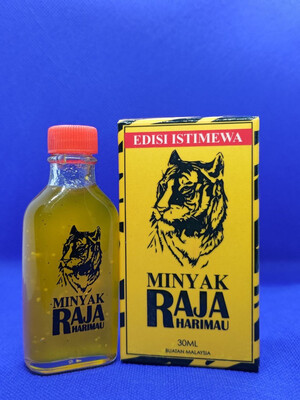 MINYAK
RAJA
HARIMAU
EDISI ISTIMEWA
MINYAK
RAJA
HARIMAU
30ML
BUATAN MALAYSIA